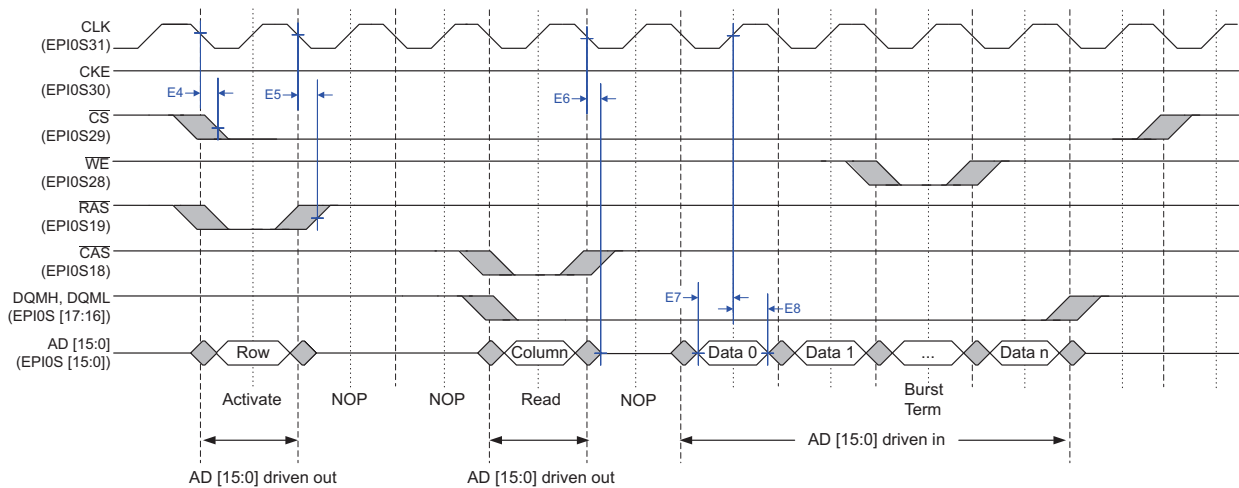 CLK
(EPI0S31)
CKE
(EPI0S30)
E4
E5
E6
CS
(EPI0S29)
WE
(EPI0S28)
RAS
(EPI0S19)
CAS
(EPI0S18)
DQMH, DQML
(EPI0S [17:16])
E7
E8
AD [15:0]
(EPI0S [15:0])
Row
Column
Data 0
Data 1
...
Data n
Activate
NOP
NOP
Read
NOP
Burst
Term
AD [15:0] driven in
AD [15:0] driven out
AD [15:0] driven out